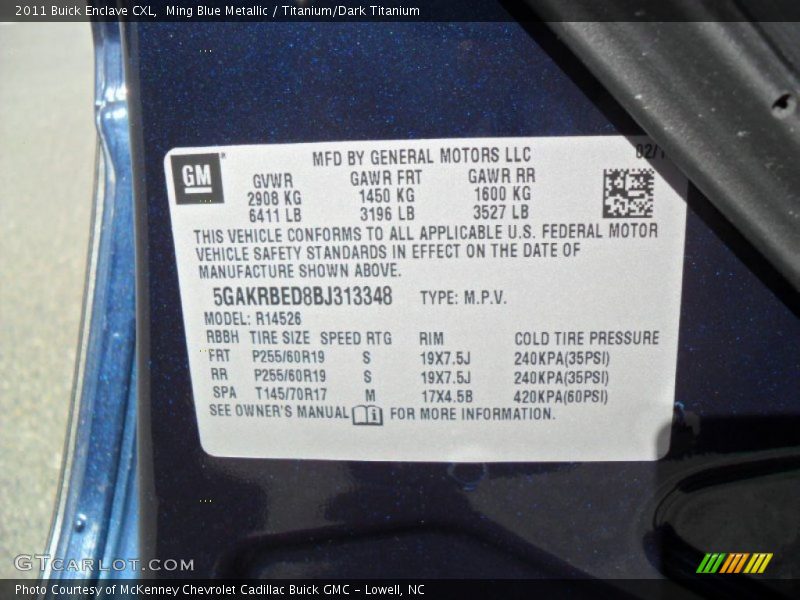 2011 Buick Enclave CXL, Ming Blue Metallic / Titanium/Dark Titanium
GM
MFD BY GENERAL MOTORS LLC
GVWR GAWR FRT GAWR RR
2908 KG 1450 KG 1600 KG
6411 LB 3196 LB 3527 LB
THIS VEHICLE CONFORMS TO ALL APPLICABLE U.S. FEDERAL MOTOR
VEHICLE SAFETY STANDARDS IN EFFECT ON THE DATE OF
MANUFACTURE SHOWN ABOVE.
5GAKRBED8BJ313348 TYPE: M.P.V.
MODEL: R14526
RBBH TIRE SIZE SPEED RTG RIM COLD TIRE PRESSURE
FRT P255/60R19 S 19X7.5J 240KPA(35PSI)
RR P255/60R19 S 19X7.5J 240KPA(35PSI)
SPA T145/70R17 M 17X4.5B 420KPA(60PSI)
SEE OWNER'S MANUAL FOR MORE INFORMATION.
GTCARLOT.COM
Photo Courtesy of McKenney Chevrolet Cadillac Buick GMC - Lowell, NC